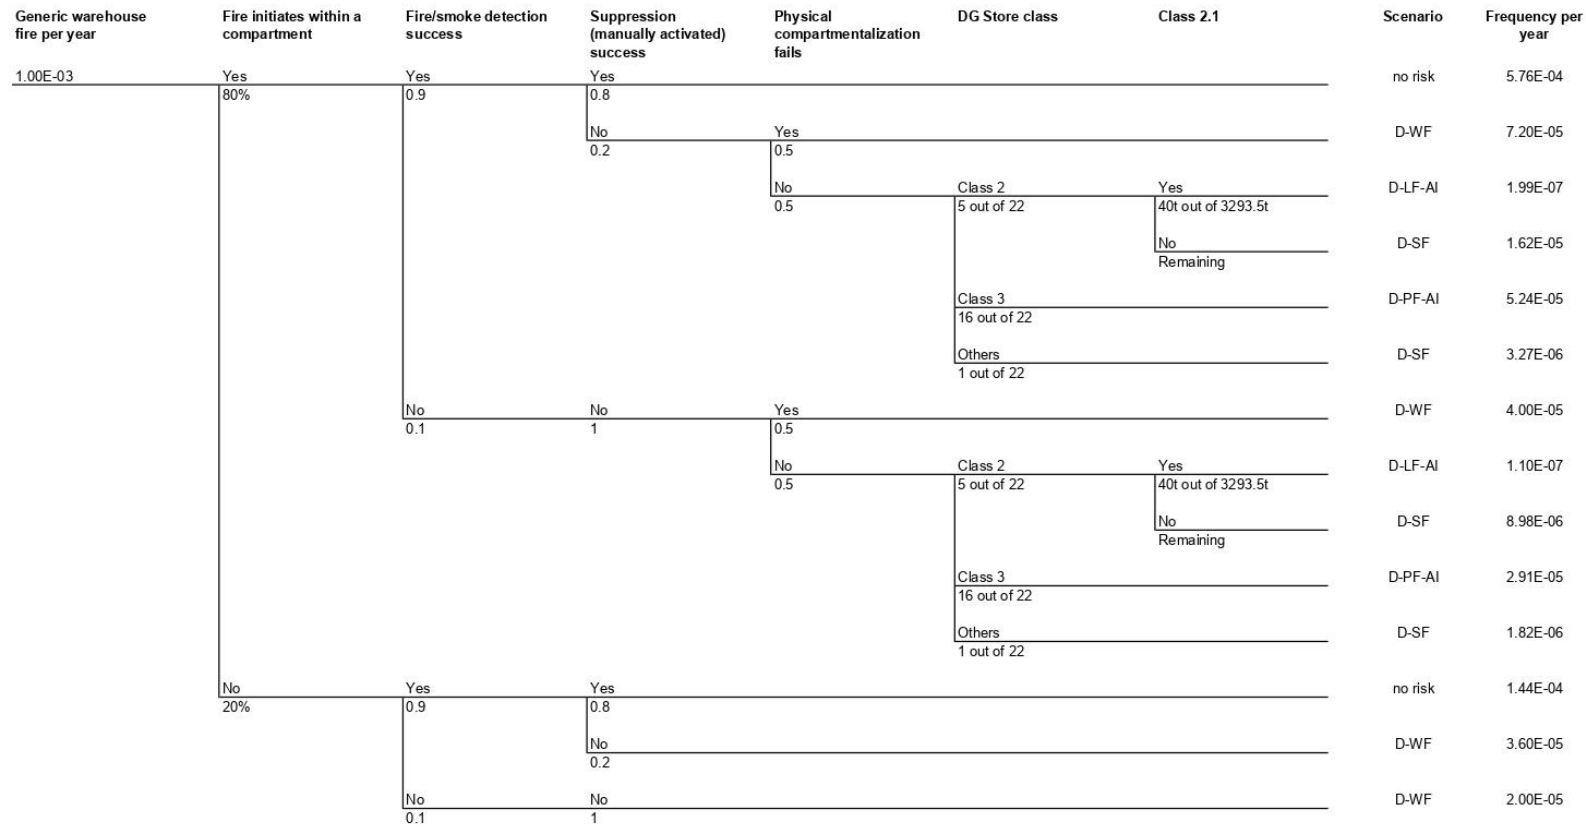 Generic warehouse fire per year
Fire initiates within a compartment
Fire/smoke detection success
Suppression (manually activated) success
Physical compartmentalization fails
DG Store class
Class 2.1
Scenario
Frequency per year
1.00E-03 Yes Yes Yes no risk 5.76E-04
80% 0.9 0.8
No Yes D-WF 7.20E-05
0.2 0.5
No Class 2 Yes D-LF-AI 1.99E-07
0.5 5 out of 22 40t out of 3293.5t
No D-SF 1.62E-05
Remaining
Class 3 D-PF-AI 5.24E-05
16 out of 22
Others D-SF 3.27E-06
1 out of 22
No No Yes D-WF 4.00E-05
0.1 1 0.5
No Class 2 Yes D-LF-AI 1.10E-07
0.5 5 out of 22 40t out of 3293.5t
No D-SF 8.98E-06
Remaining
Class 3 D-PF-AI 2.91E-05
16 out of 22
Others D-SF 1.82E-06
1 out of 22
No Yes Yes no risk 1.44E-04
20% 0.9 0.8
No D-WF 3.60E-05
0.2
No No D-WF 2.00E-05
0.1 1